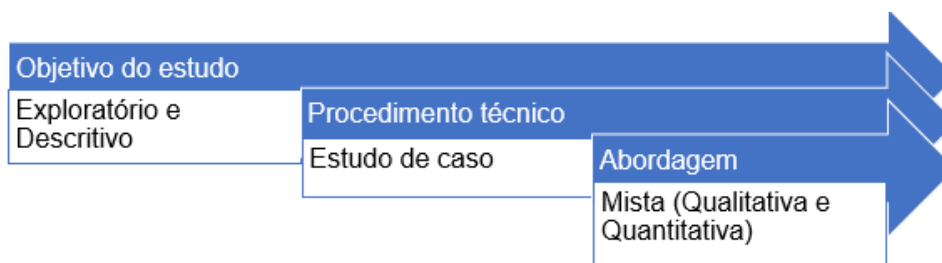 Objetivo do estudo
Exploratório e
Descritivo
Procedimento técnico
Estudo de caso
Abordagem
Mista (Qualitativa e
Quantitativa)